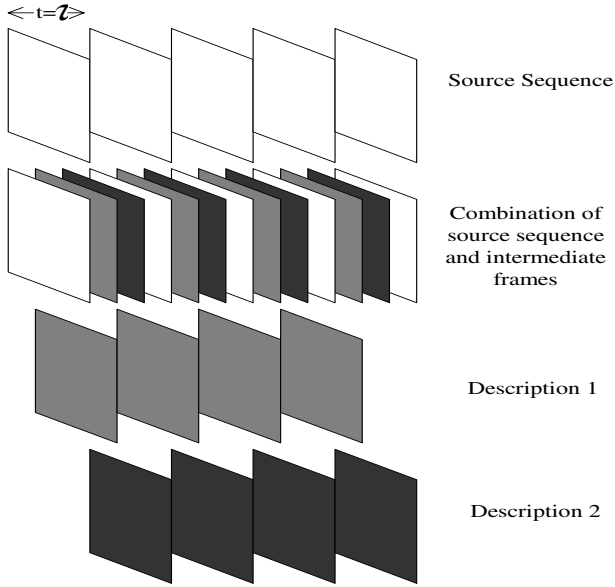 t=τ
Source Sequence
Combination of
source sequence
and intermediate
frames
Description 1
Description 2